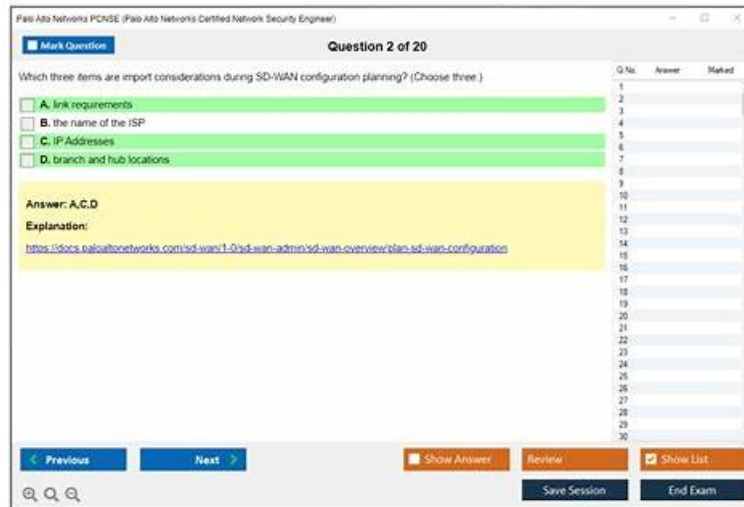 Palo Alto Networks PCNSE (Palo Alto Networks Certified Network Security Engineer)
Mark Question
Question 2 of 20
Which three items are import considerations during SD-WAN configuration planning? (Choose three.)
A. link requirements
B. the name of the ISP
C. IP Addresses
D. branch and hub locations
Answer: A,C,D
Explanation:
https://docs.paloaltonetworks.com/sd-wan/1-0/sd-wan-admin/sd-wan-overview/plan-sd-wan-configuration
Q No. Answer Marked
1
2
3
4
5
6
7
8
9
10
11
12
13
14
15
16
17
18
19
20
21
22
23
24
25
26
27
28
29
30
Previous
Next
Show Answer
Review
Show List
Save Session
End Exam